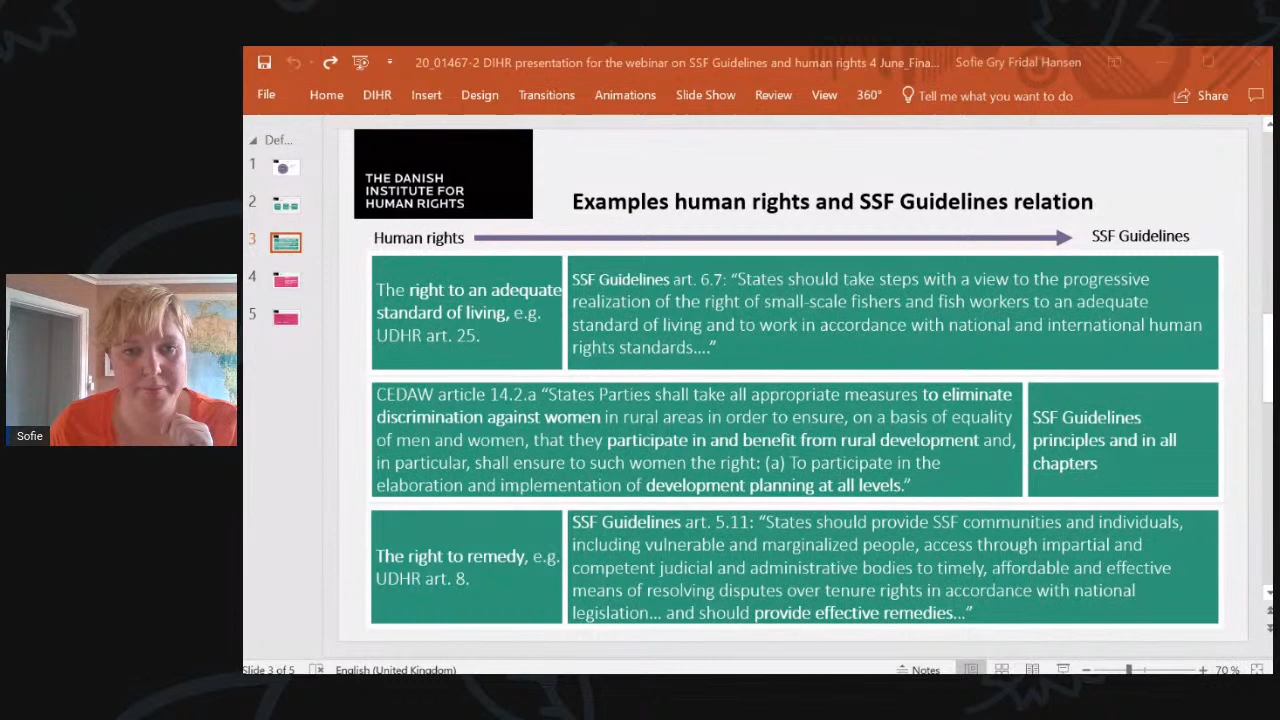 20_01467-2 DIHR presentation for the webinar on SSF Guidelines and human rights 4 June_Fina...
Sofie Gry Fridal Hansen
File Home DIHR Insert Design Transitions Animations Slide Show Review View 360° Tell me what you want to do Share
Def...
1
2
3
4
5
THE DANISH
INSTITUTE FOR
HUMAN RIGHTS
Examples human rights and SSF Guidelines relation
Human rights
SSF Guidelines
The right to an adequate
standard of living, e.g.
UDHR art. 25.
SSF Guidelines art. 6.7: “States should take steps with a view to the progressive
realization of the right of small-scale fishers and fish workers to an adequate
standard of living and to work in accordance with national and international human
rights standards....”
CEDAW article 14.2.a “States Parties shall take all appropriate measures to eliminate
discrimination against women in rural areas in order to ensure, on a basis of equality
of men and women, that they participate in and benefit from rural development and,
in particular, shall ensure to such women the right: (a) To participate in the
elaboration and implementation of development planning at all levels.”
SSF Guidelines
principles and in all
chapters
The right to remedy, e.g.
UDHR art. 8.
SSF Guidelines art. 5.11: “States should provide SSF communities and individuals,
including vulnerable and marginalized people, access through impartial and
competent judicial and administrative bodies to timely, affordable and effective
means of resolving disputes over tenure rights in accordance with national
legislation... and should provide effective remedies...”
Sofie
Slide 3 of 5
English (United Kingdom)
Notes
70 %